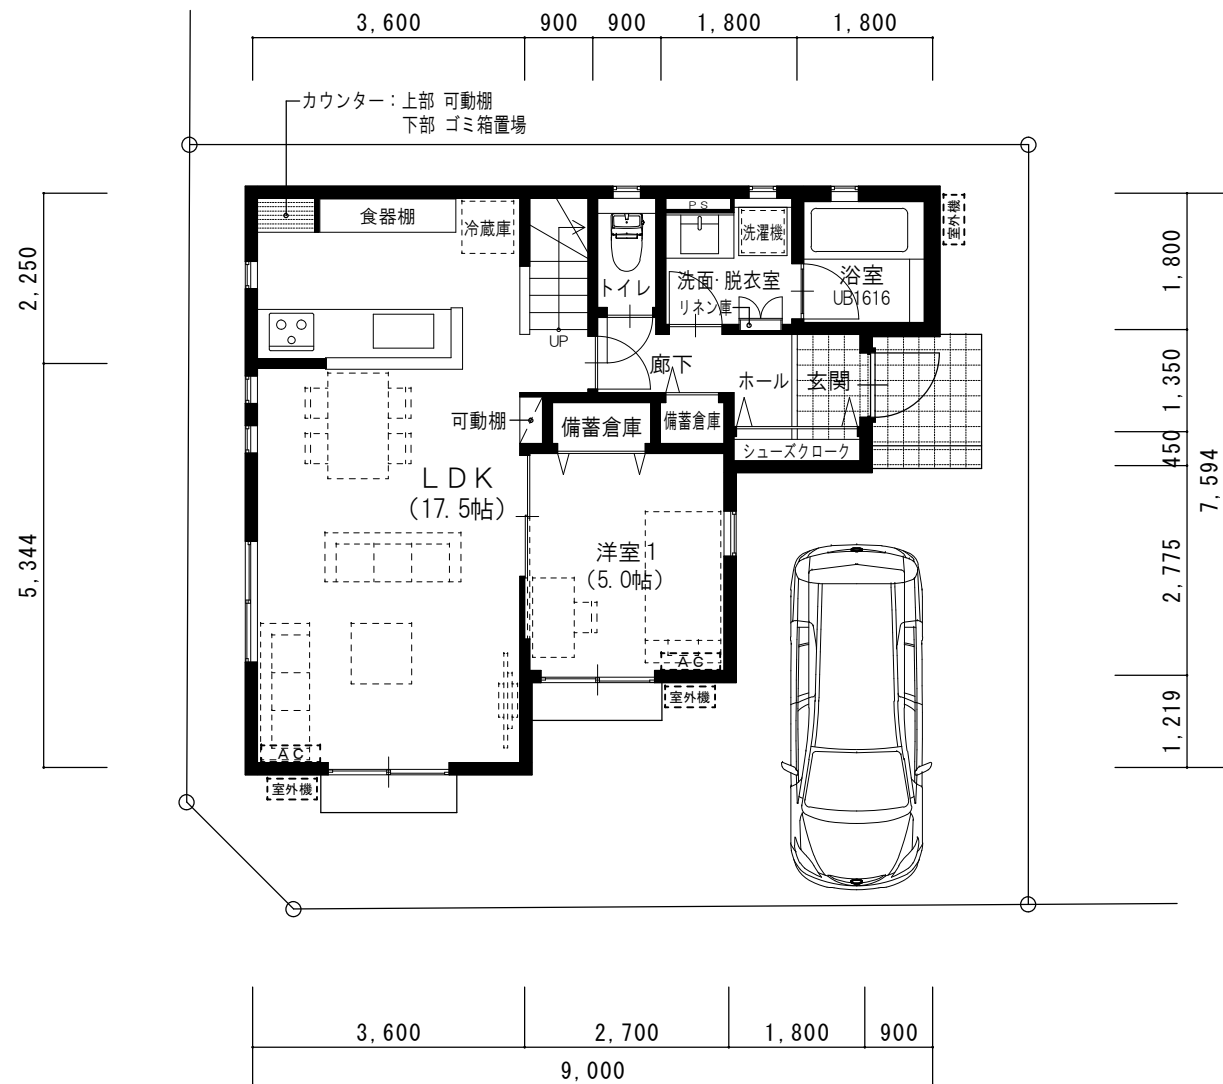 3,600
900
900
1,800
1,800
カウンター：上部 可動棚
下部 ゴミ箱置場
食器棚
冷蔵庫
PS
洗濯機
室外機
トイレ
洗面・脱衣室
リネン庫
浴室
UB1616
UP
廊下
ホール
玄関
可動棚
備蓄倉庫
備蓄倉庫
シューズクローク
LDK
(17.5帖)
洋室1
(5.0帖)
AC
室外機
AC
室外機
2,250
5,344
1,800
1,350
450
2,775
1,219
7,594
3,600
2,700
1,800
900
9,000